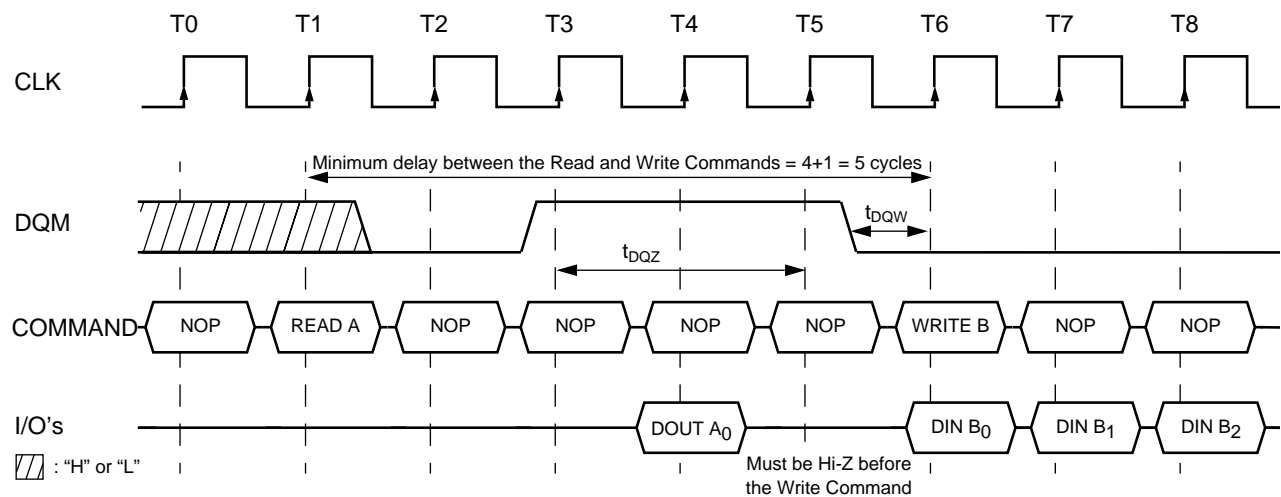 T0 T1 T2 T3 T4 T5 T6 T7 T8
CLK
Minimum delay between the Read and Write Commands = 4+1 = 5 cycles
DQM
tDQW
tDQZ
COMMAND NOP READ A NOP NOP NOP NOP WRITE B NOP NOP
I/O's DOUT A0 DIN B0 DIN B1 DIN B2
: “H” or “L”
Must be Hi-Z before
the Write Command